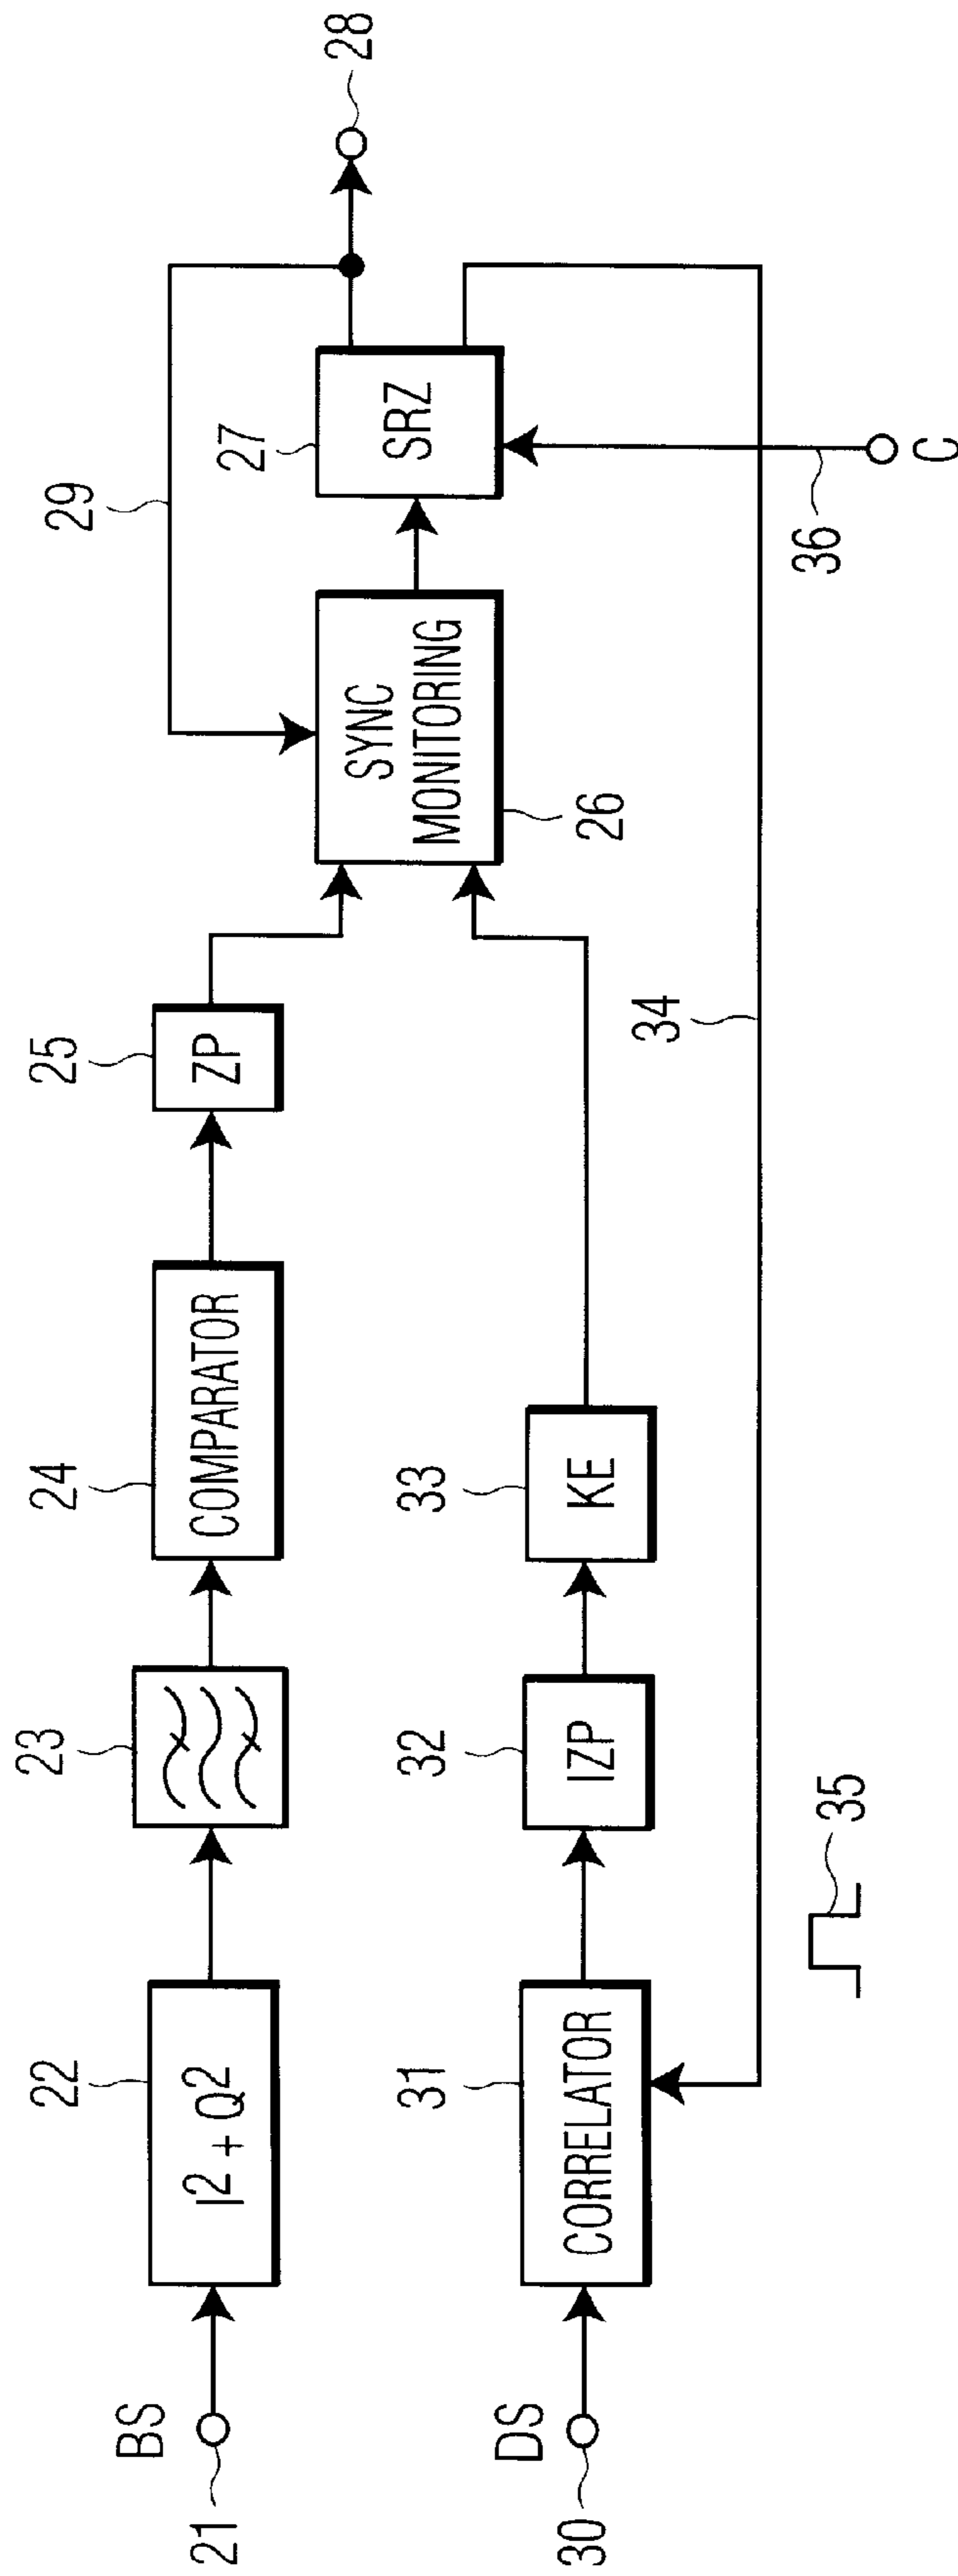 BS
21
22
I² + Q²
23
24
COMPARATOR
25
ZP
29
SYNC
MONITORING
26
27
SRZ
28
DS
30
31
CORRELATOR
32
IZP
33
KE
34
35
36
C